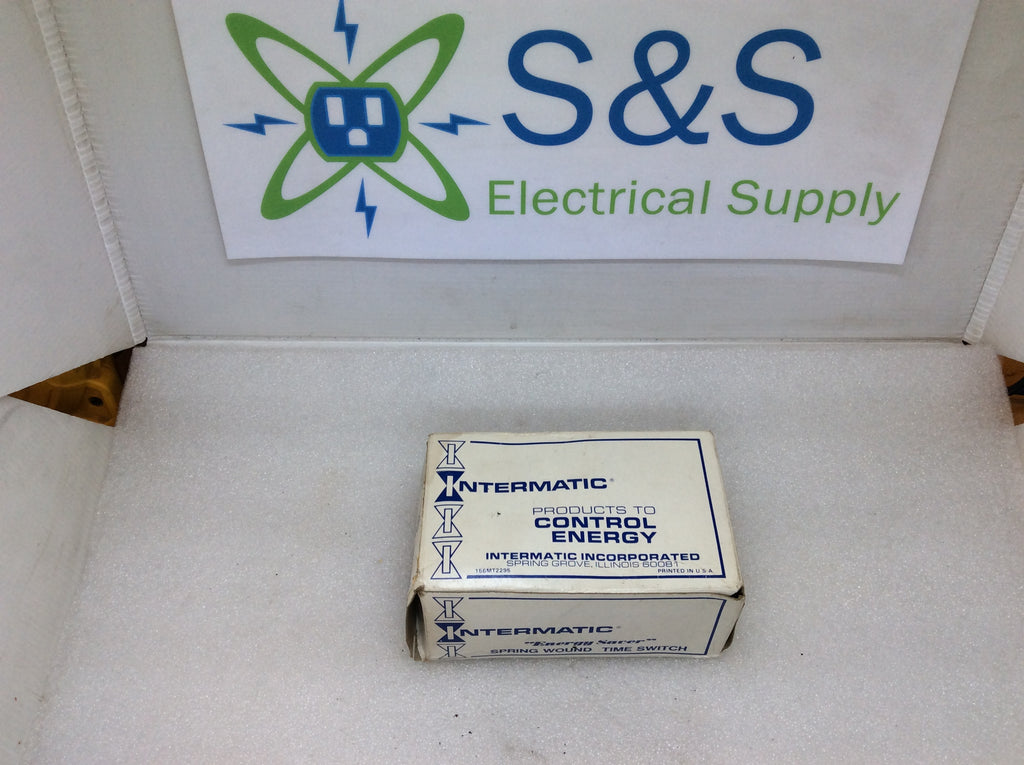 S&S
Electrical Supply
INTERMATIC®
PRODUCTS TO
CONTROL
ENERGY
INTERMATIC INCORPORATED
SPRING GROVE, ILLINOIS 60081
156MT2295 PRINTED IN U.S.A.
INTERMATIC®
"Energy Saver"
SPRING WOUND TIME SWITCH